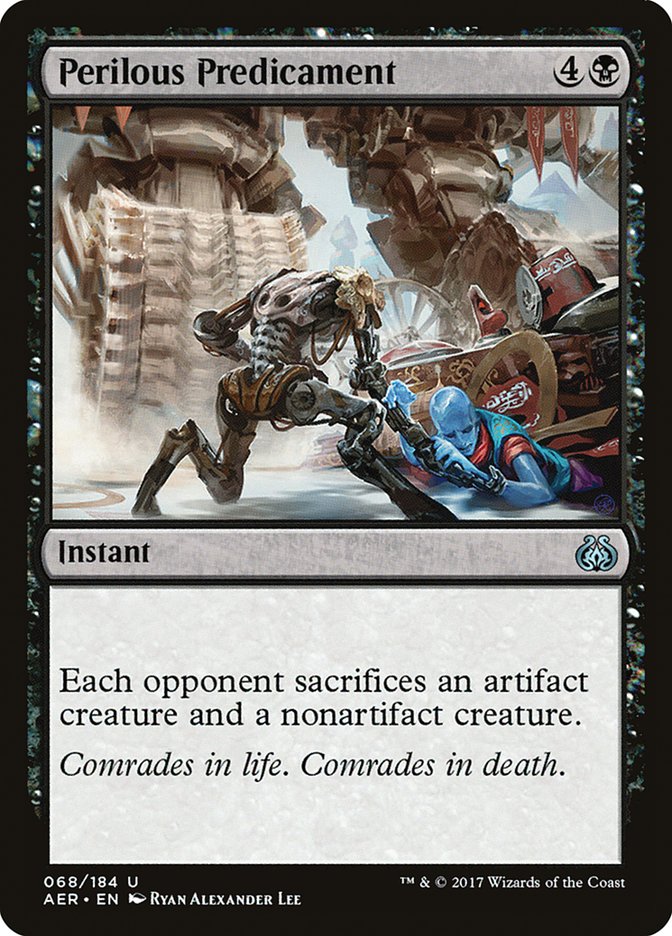 Perilous Predicament 4
Instant
Each opponent sacrifices an artifact
creature and a nonartifact creature.
Comrades in life. Comrades in death.
068/184 U
AER • EN Ryan Alexander Lee
™ & © 2017 Wizards of the Coast